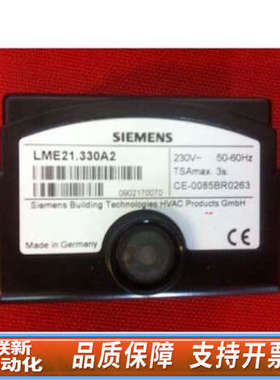 SIEMENS
LME21.330A2
0902170070
230V~ 50-60Hz
TSAmax. 3s
CE-0085BR0263
Siemens Building Technologies HVAC Products GmbH
Made in Germany
CE
动化
品质保障 支持开票